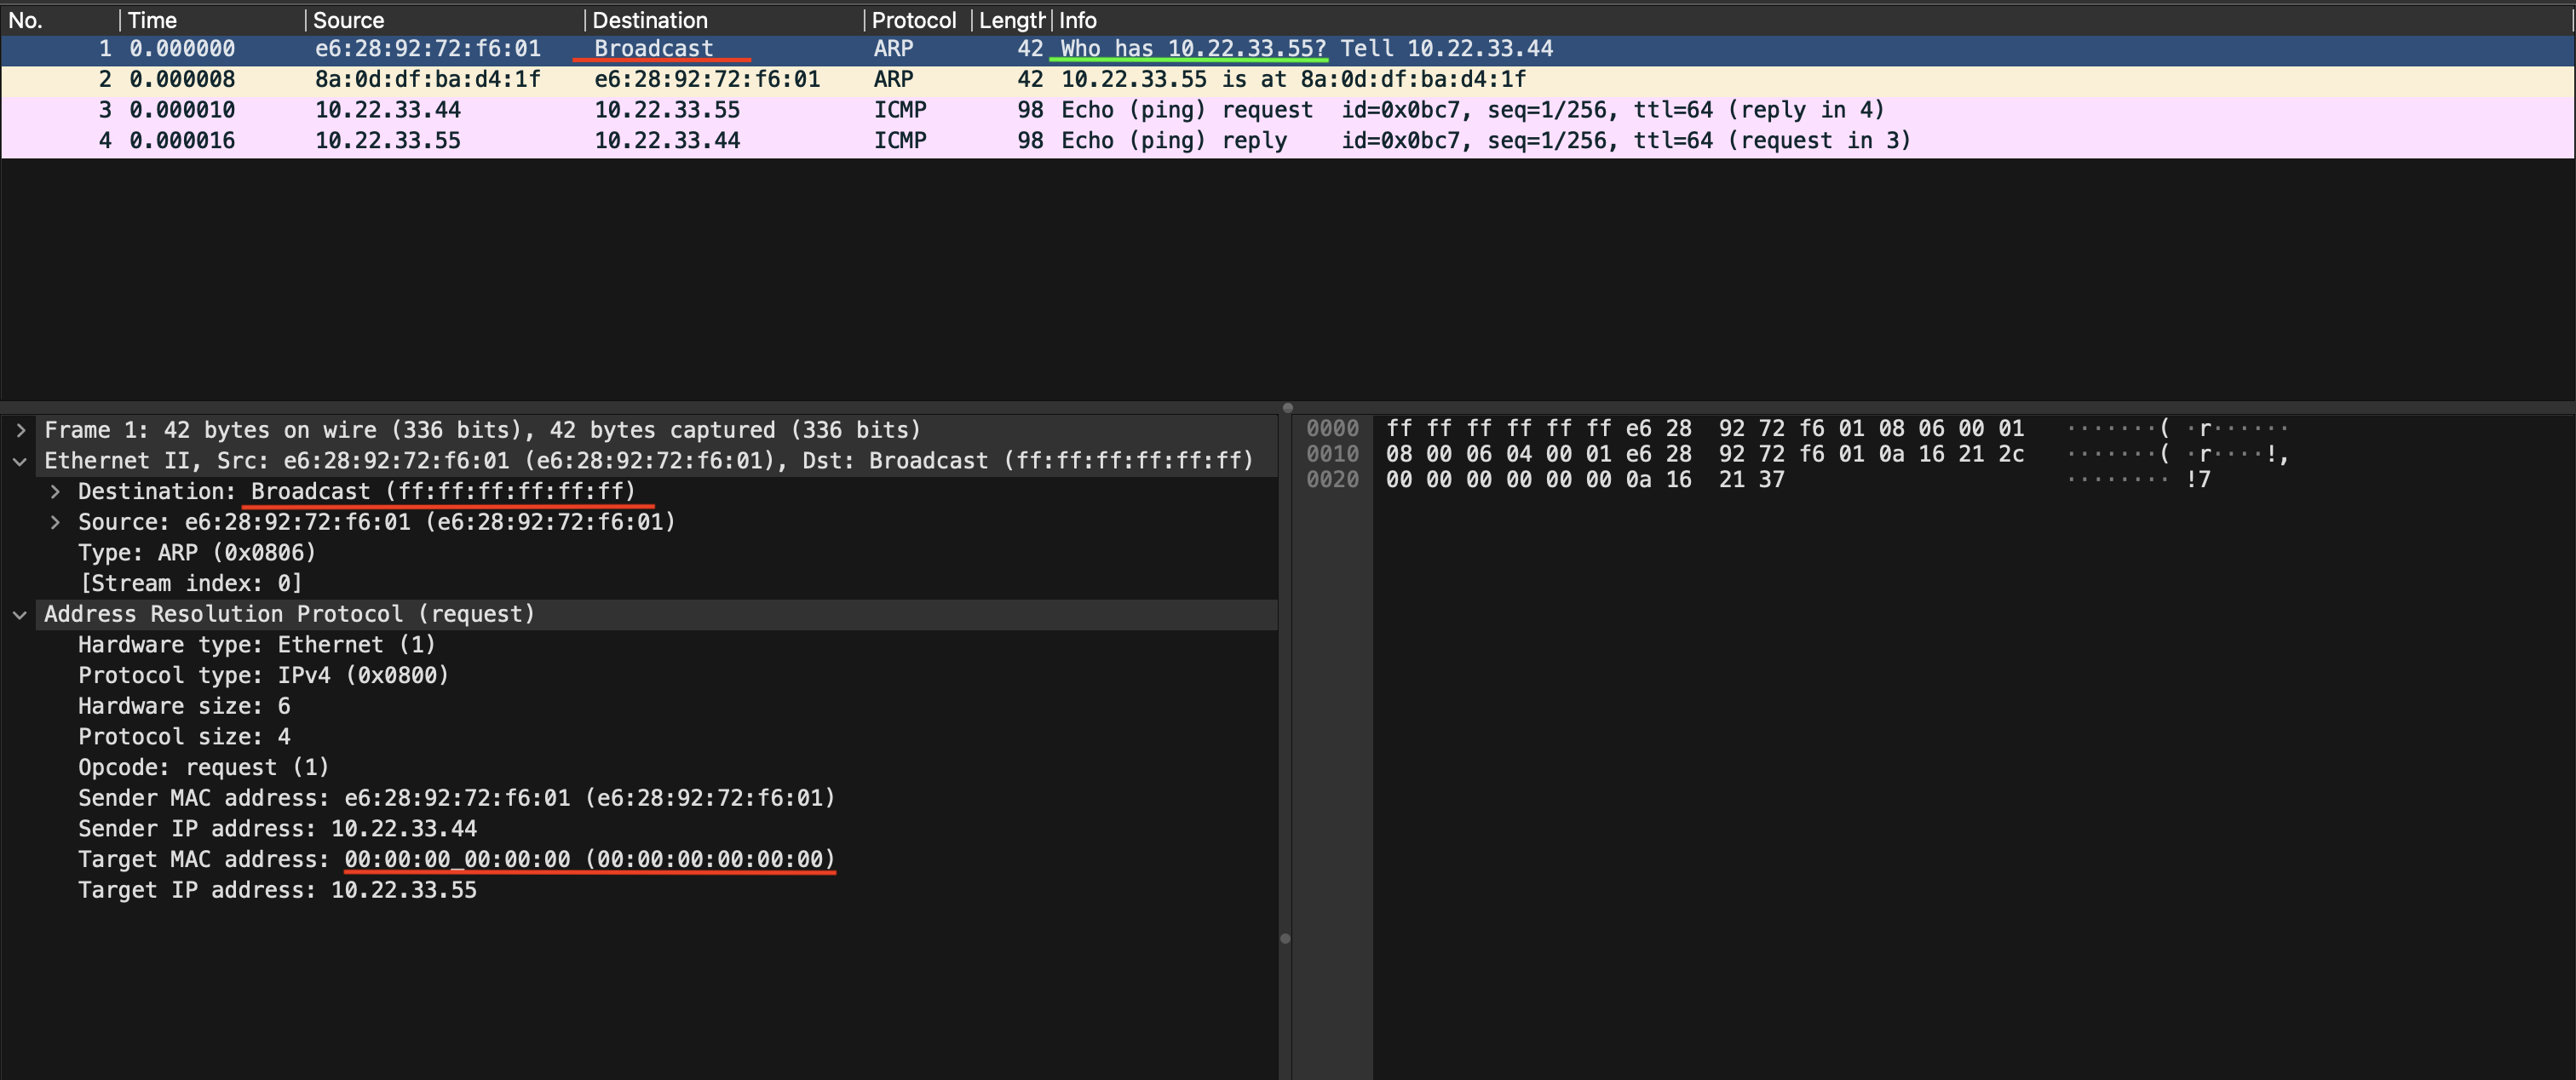 No. Time Source Destination Protocol Length Info
1 0.000000 e6:28:92:72:f6:01 Broadcast ARP 42 Who has 10.22.33.55? Tell 10.22.33.44
2 0.000008 8a:0d:df:ba:d4:1f e6:28:92:72:f6:01 ARP 42 10.22.33.55 is at 8a:0d:df:ba:d4:1f
3 0.000010 10.22.33.44 10.22.33.55 ICMP 98 Echo (ping) request id=0x0bc7, seq=1/256, ttl=64 (reply in 4)
4 0.000016 10.22.33.55 10.22.33.44 ICMP 98 Echo (ping) reply id=0x0bc7, seq=1/256, ttl=64 (request in 3)
Frame 1: 42 bytes on wire (336 bits), 42 bytes captured (336 bits)
Ethernet II, Src: e6:28:92:72:f6:01 (e6:28:92:72:f6:01), Dst: Broadcast (ff:ff:ff:ff:ff:ff)
Destination: Broadcast (ff:ff:ff:ff:ff:ff)
Source: e6:28:92:72:f6:01 (e6:28:92:72:f6:01)
Type: ARP (0x0806)
[Stream index: 0]
Address Resolution Protocol (request)
Hardware type: Ethernet (1)
Protocol type: IPv4 (0x0800)
Hardware size: 6
Protocol size: 4
Opcode: request (1)
Sender MAC address: e6:28:92:72:f6:01 (e6:28:92:72:f6:01)
Sender IP address: 10.22.33.44
Target MAC address: 00:00:00_00:00:00 (00:00:00:00:00:00)
Target IP address: 10.22.33.55
0000 ff ff ff ff ff ff e6 28 92 72 f6 01 08 06 00 01 ·······( ·r······
0010 08 00 06 04 00 01 e6 28 92 72 f6 01 0a 16 21 2c ·······( ·r····!,
0020 00 00 00 00 00 00 0a 16 21 37 ········ !7